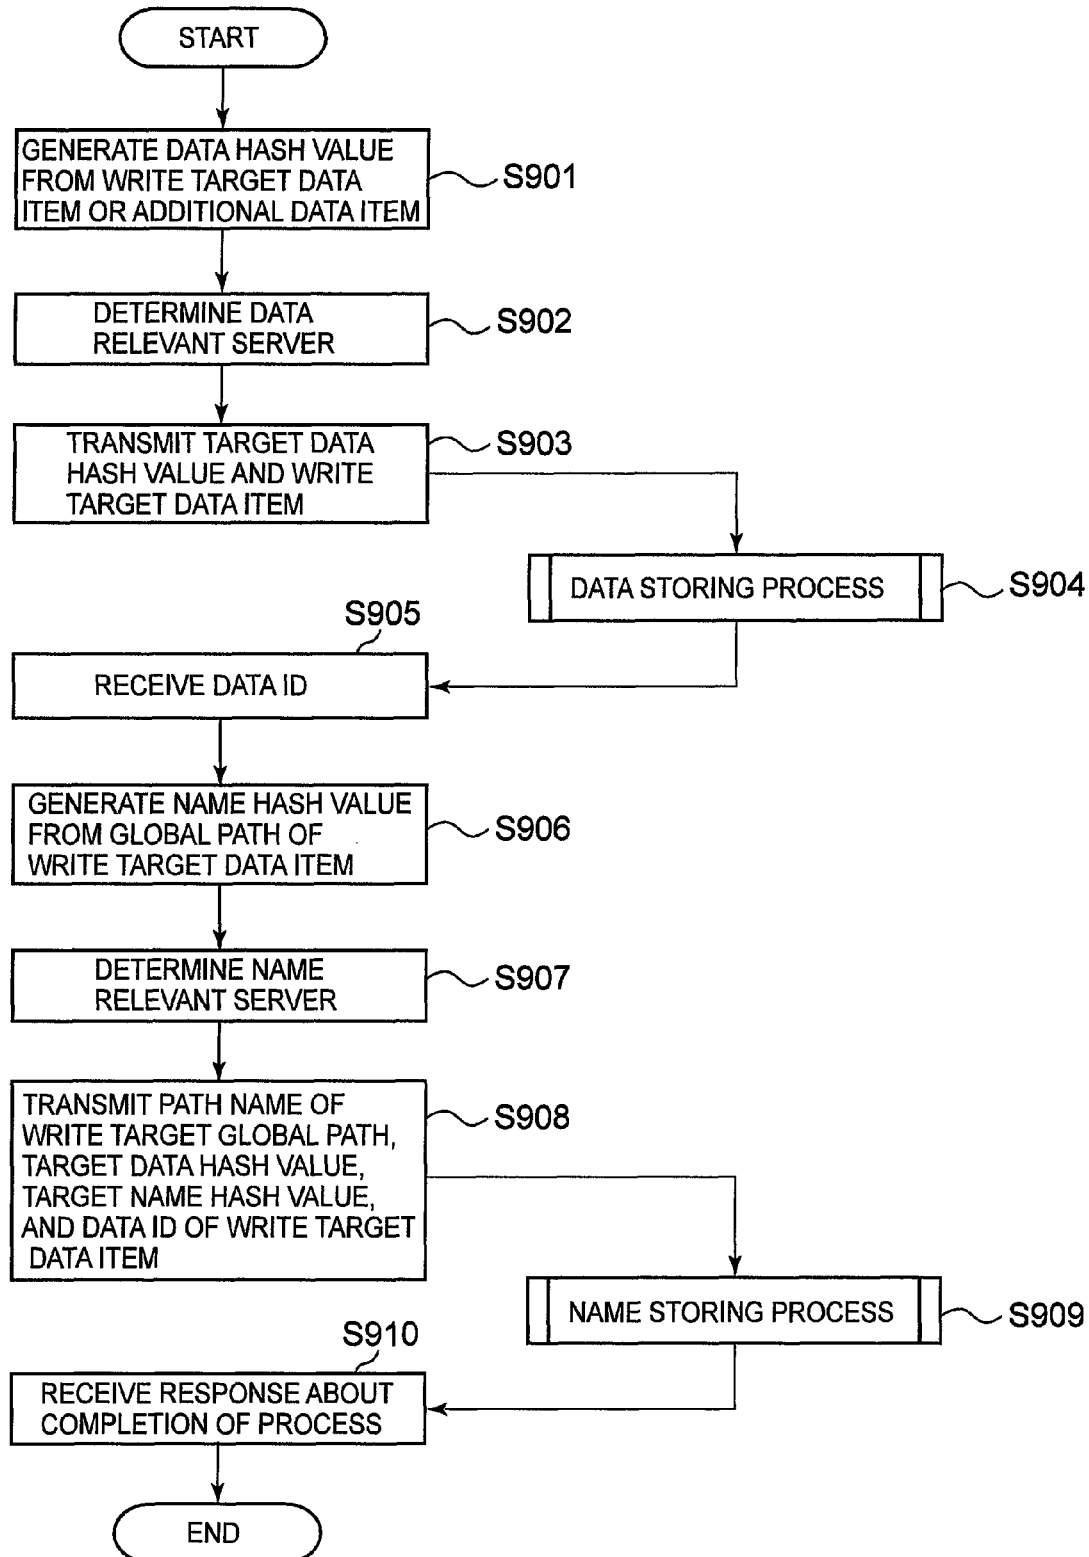 START
GENERATE DATA HASH VALUE
FROM WRITE TARGET DATA
ITEM OR ADDITIONAL DATA ITEM
S901
DETERMINE DATA
RELEVANT SERVER
S902
TRANSMIT TARGET DATA
HASH VALUE AND WRITE
TARGET DATA ITEM
S903
DATA STORING PROCESS
S904
S905
RECEIVE DATA ID
GENERATE NAME HASH VALUE
FROM GLOBAL PATH OF
WRITE TARGET DATA ITEM
S906
DETERMINE NAME
RELEVANT SERVER
S907
TRANSMIT PATH NAME OF
WRITE TARGET GLOBAL PATH,
TARGET DATA HASH VALUE,
TARGET NAME HASH VALUE,
AND DATA ID OF WRITE TARGET
DATA ITEM
S908
NAME STORING PROCESS
S909
S910
RECEIVE RESPONSE ABOUT
COMPLETION OF PROCESS
END